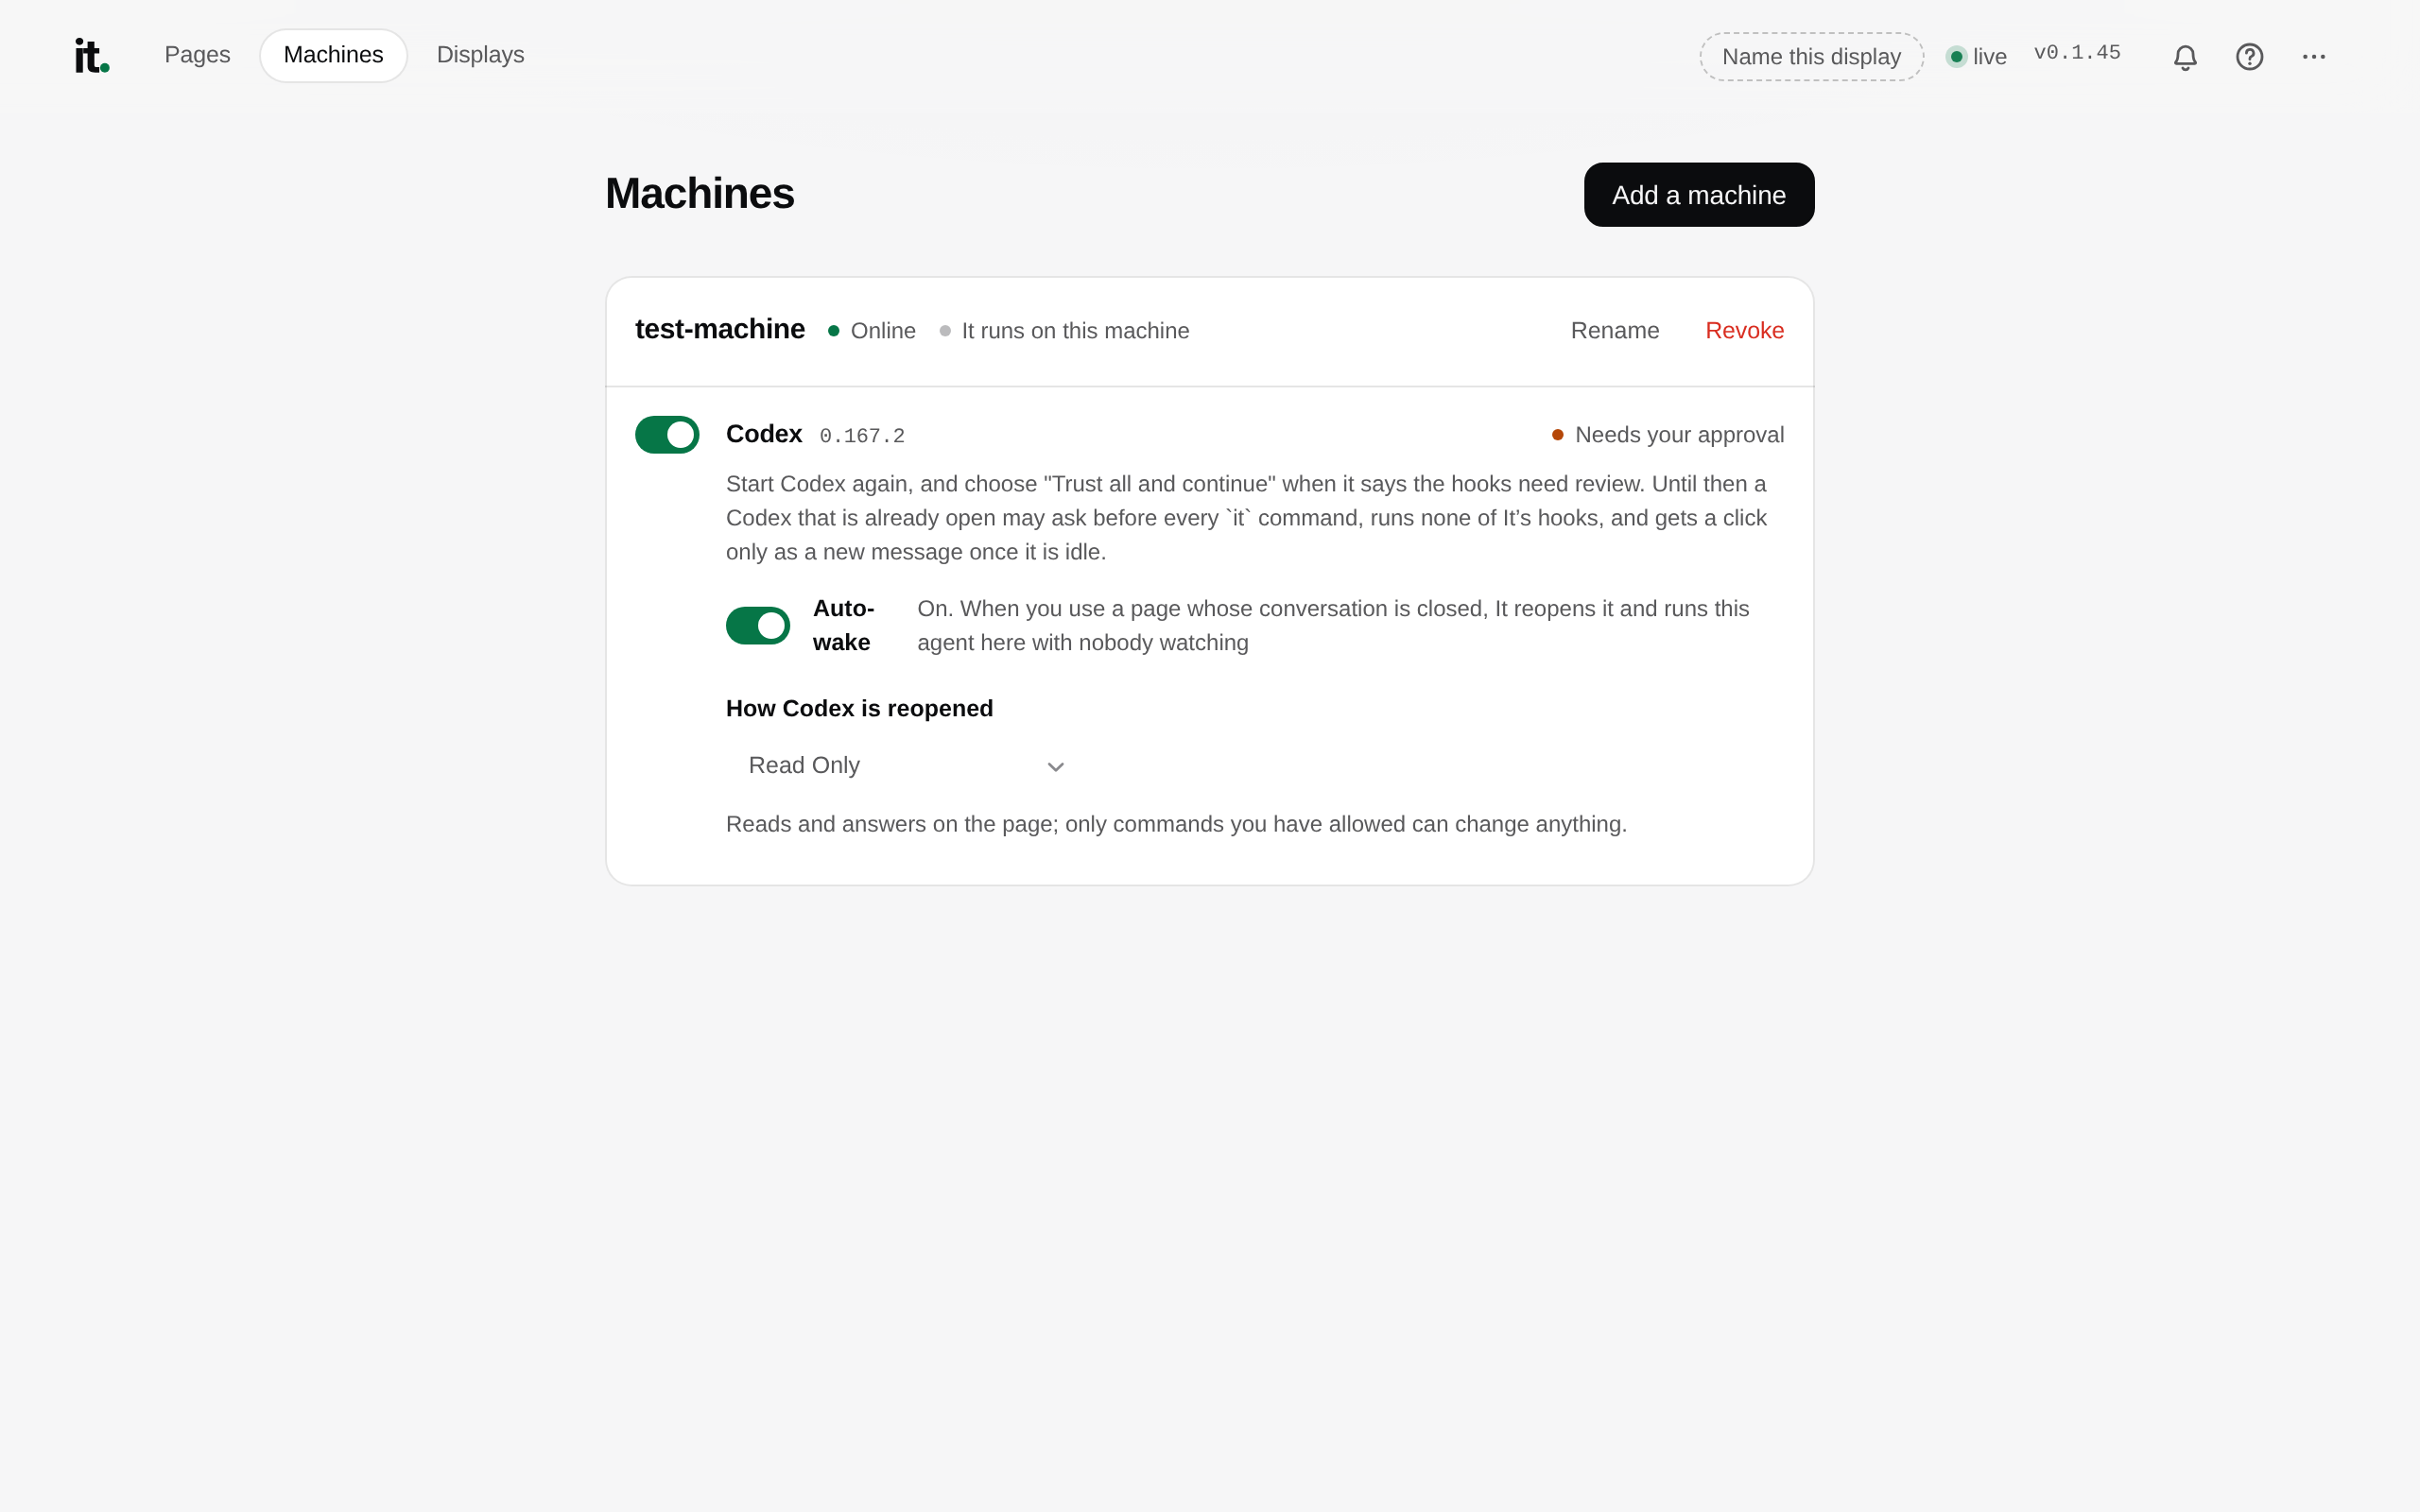 it.
Pages
Machines
Displays
Name this display
live
v0.1.45
Machines
Add a machine
test-machine
Online
It runs on this machine
Rename
Revoke
Codex 0.167.2
Needs your approval
Start Codex again, and choose "Trust all and continue" when it says the hooks need review. Until then a
Codex that is already open may ask before every `it` command, runs none of It’s hooks, and gets a click
only as a new message once it is idle.
Auto-
wake
On. When you use a page whose conversation is closed, It reopens it and runs this
agent here with nobody watching
How Codex is reopened
Read Only
Reads and answers on the page; only commands you have allowed can change anything.